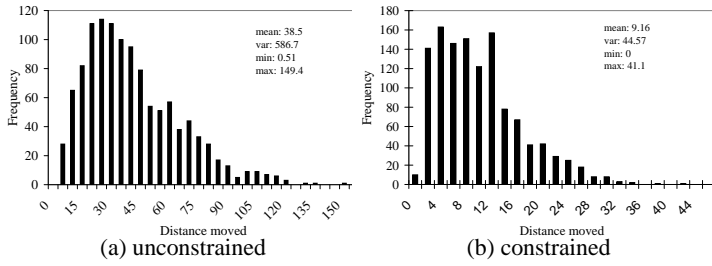 120
100
80
60
40
20
0
Frequency
mean: 38.5
var: 586.7
min: 0.51
max: 149.4
0 15 30 45 60 75 90 105 120 135 150
Distance moved
(a) unconstrained
180
160
140
120
100
80
60
40
20
0
Frequency
mean: 9.16
var: 44.57
min: 0
max: 41.1
0 4 8 12 16 20 24 28 32 36 40 44
Distance moved
(b) constrained